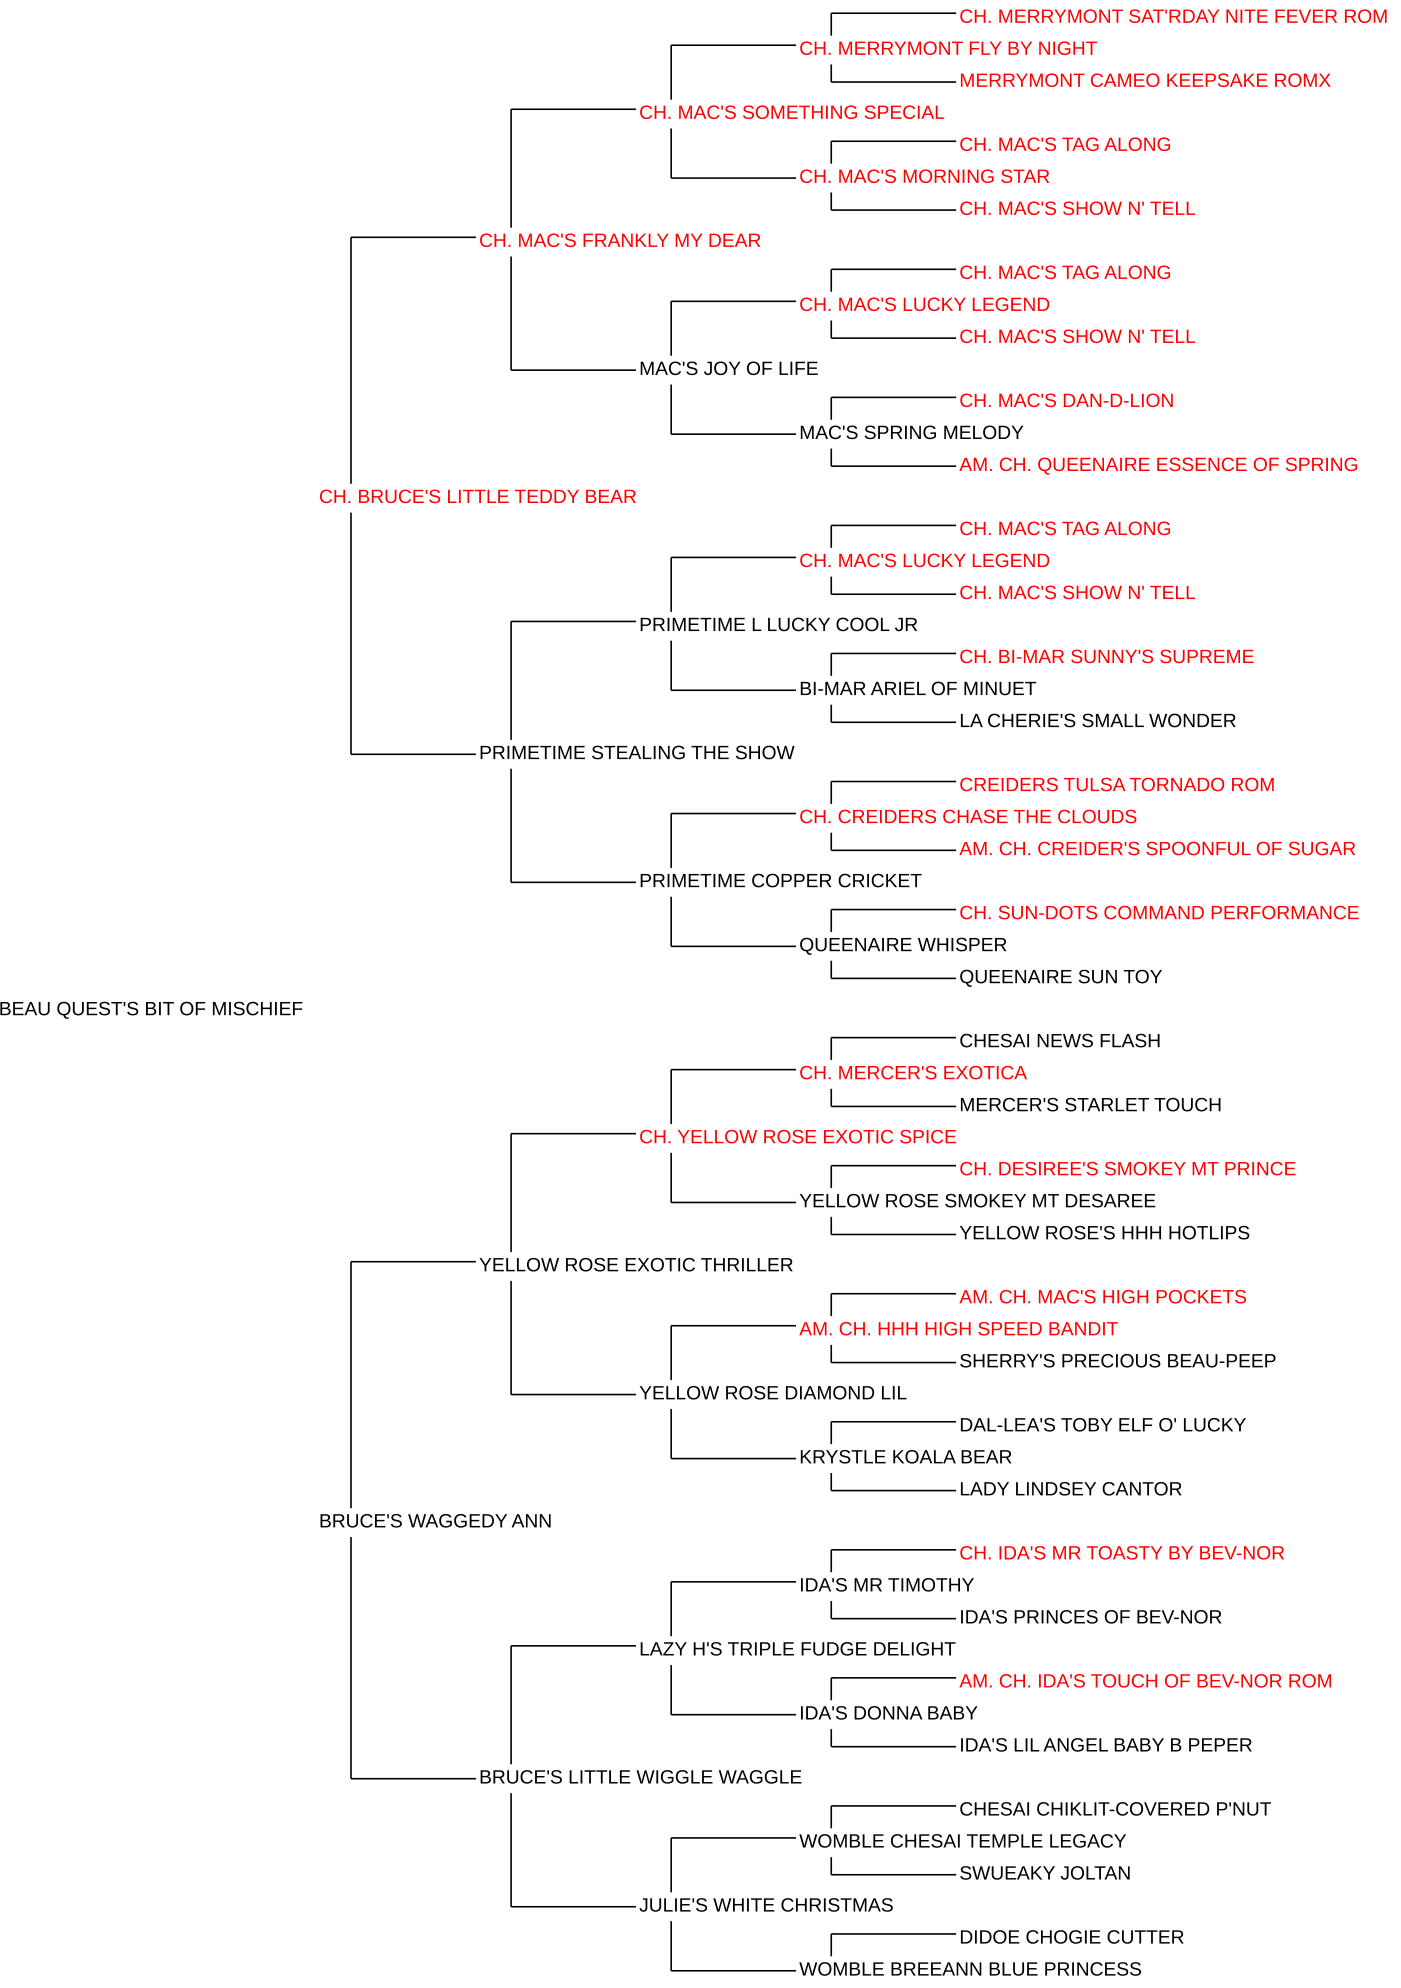 CH. MERRYMONT SAT'RDAY NITE FEVER ROM
CH. MERRYMONT FLY BY NIGHT
MERRYMONT CAMEO KEEPSAKE ROMX
CH. MAC'S SOMETHING SPECIAL
CH. MAC'S TAG ALONG
CH. MAC'S MORNING STAR
CH. MAC'S SHOW N' TELL
CH. MAC'S FRANKLY MY DEAR
CH. MAC'S TAG ALONG
CH. MAC'S LUCKY LEGEND
CH. MAC'S SHOW N' TELL
MAC'S JOY OF LIFE
CH. MAC'S DAN-D-LION
MAC'S SPRING MELODY
AM. CH. QUEENAIRE ESSENCE OF SPRING
CH. BRUCE'S LITTLE TEDDY BEAR
CH. MAC'S TAG ALONG
CH. MAC'S LUCKY LEGEND
CH. MAC'S SHOW N' TELL
PRIMETIME L LUCKY COOL JR
CH. BI-MAR SUNNY'S SUPREME
BI-MAR ARIEL OF MINUET
LA CHERIE'S SMALL WONDER
PRIMETIME STEALING THE SHOW
CREIDERS TULSA TORNADO ROM
CH. CREIDERS CHASE THE CLOUDS
AM. CH. CREIDER'S SPOONFUL OF SUGAR
PRIMETIME COPPER CRICKET
CH. SUN-DOTS COMMAND PERFORMANCE
QUEENAIRE WHISPER
QUEENAIRE SUN TOY
BEAU QUEST'S BIT OF MISCHIEF
CHESAI NEWS FLASH
CH. MERCER'S EXOTICA
MERCER'S STARLET TOUCH
CH. YELLOW ROSE EXOTIC SPICE
CH. DESIREE'S SMOKEY MT PRINCE
YELLOW ROSE SMOKEY MT DESAREE
YELLOW ROSE'S HHH HOTLIPS
YELLOW ROSE EXOTIC THRILLER
AM. CH. MAC'S HIGH POCKETS
AM. CH. HHH HIGH SPEED BANDIT
SHERRY'S PRECIOUS BEAU-PEEP
YELLOW ROSE DIAMOND LIL
DAL-LEA'S TOBY ELF O' LUCKY
KRYSTLE KOALA BEAR
LADY LINDSEY CANTOR
BRUCE'S WAGGEDY ANN
CH. IDA'S MR TOASTY BY BEV-NOR
IDA'S MR TIMOTHY
IDA'S PRINCES OF BEV-NOR
LAZY H'S TRIPLE FUDGE DELIGHT
AM. CH. IDA'S TOUCH OF BEV-NOR ROM
IDA'S DONNA BABY
IDA'S LIL ANGEL BABY B PEPER
BRUCE'S LITTLE WIGGLE WAGGLE
CHESAI CHIKLIT-COVERED P'NUT
WOMBLE CHESAI TEMPLE LEGACY
SWUEAKY JOLTAN
JULIE'S WHITE CHRISTMAS
DIDOE CHOGIE CUTTER
WOMBLE BREEANN BLUE PRINCESS